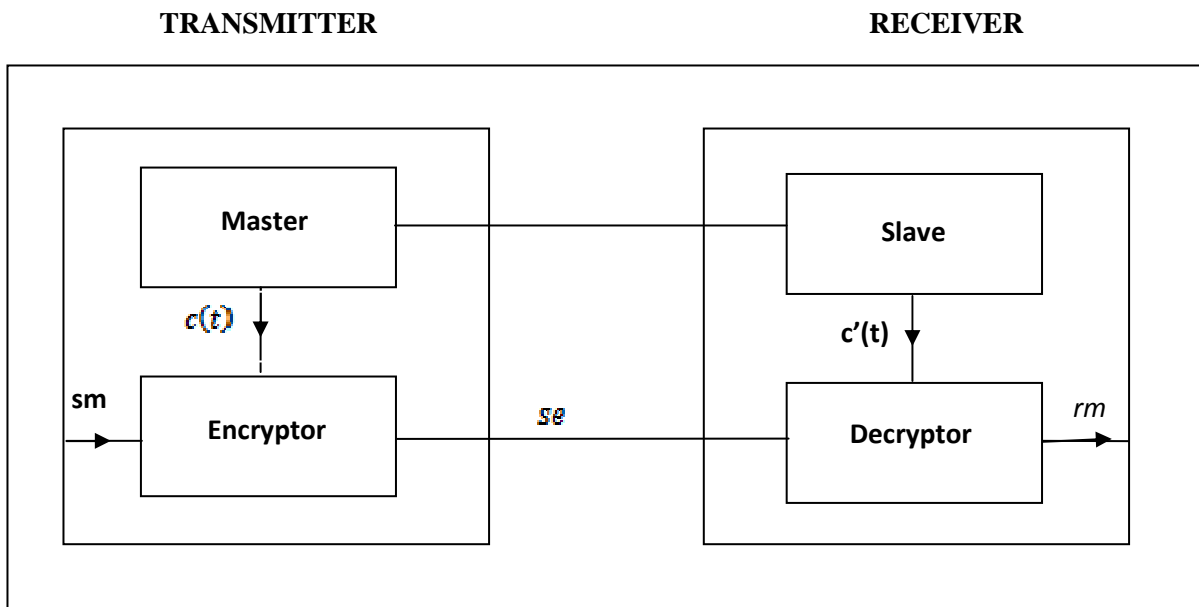 TRANSMITTER
RECEIVER
Master
Slave
c(t)
c’(t)
sm
Encryptor
se
Decryptor
rm